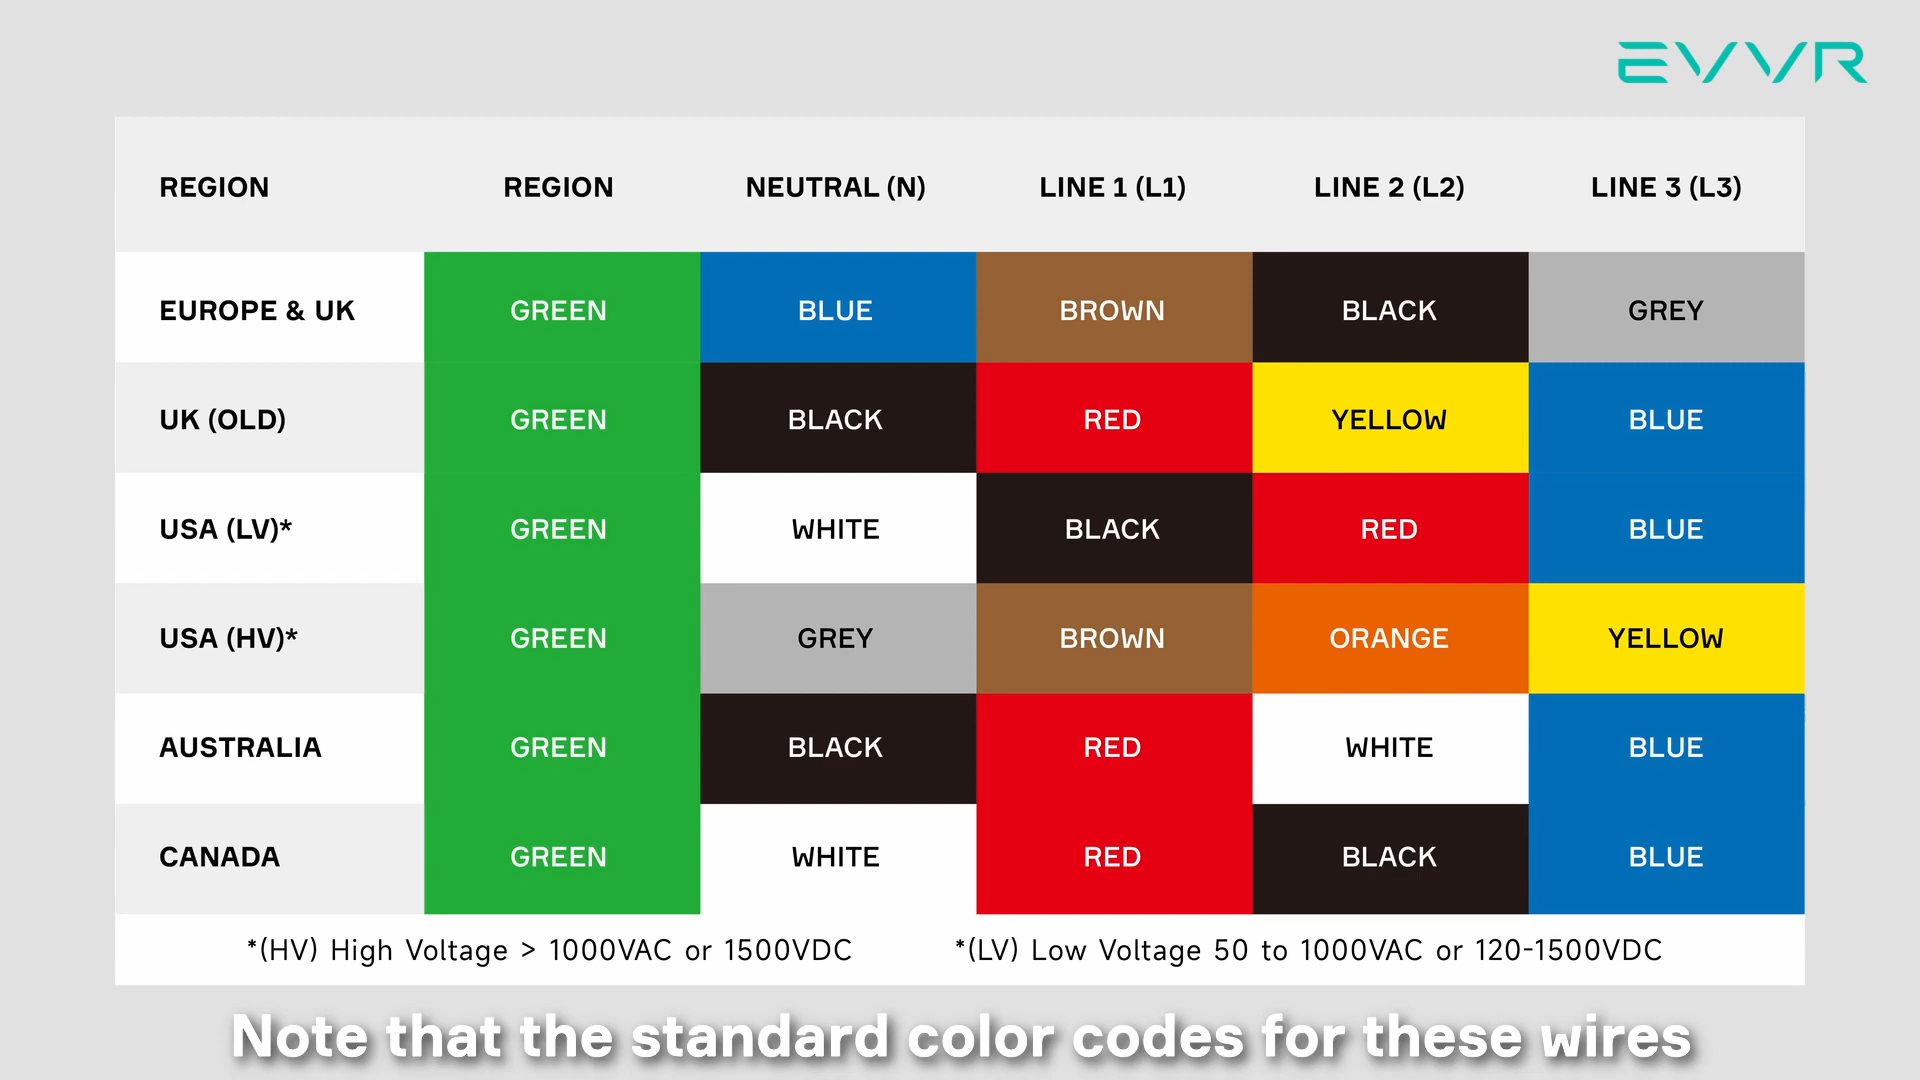 EVVR
REGION REGION NEUTRAL (N) LINE 1 (L1) LINE 2 (L2) LINE 3 (L3)
EUROPE & UK GREEN BLUE BROWN BLACK GREY
UK (OLD) GREEN BLACK RED YELLOW BLUE
USA (LV)* GREEN WHITE BLACK RED BLUE
USA (HV)* GREEN GREY BROWN ORANGE YELLOW
AUSTRALIA GREEN BLACK RED WHITE BLUE
CANADA GREEN WHITE RED BLACK BLUE
*(HV) High Voltage > 1000VAC or 1500VDC *(LV) Low Voltage 50 to 1000VAC or 120-1500VDC
Note that the standard color codes for these wires